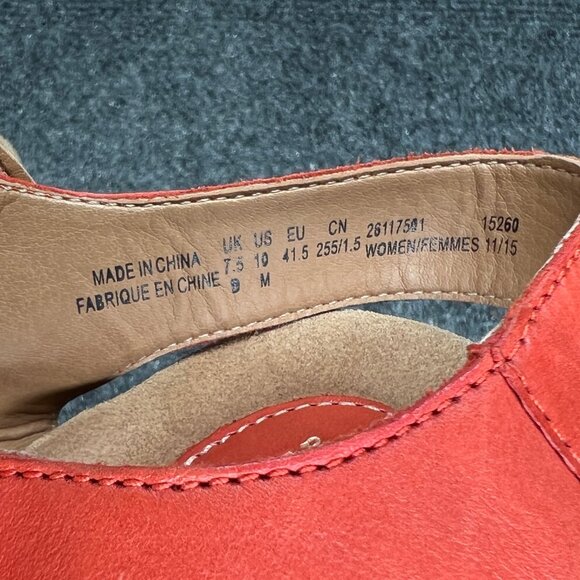 UK US EU CN 26117501 15260
MADE IN CHINA 7.5 10 41.5 255/1.5 WOMEN/FEMMES 11/15
FABRIQUE EN CHINE D M